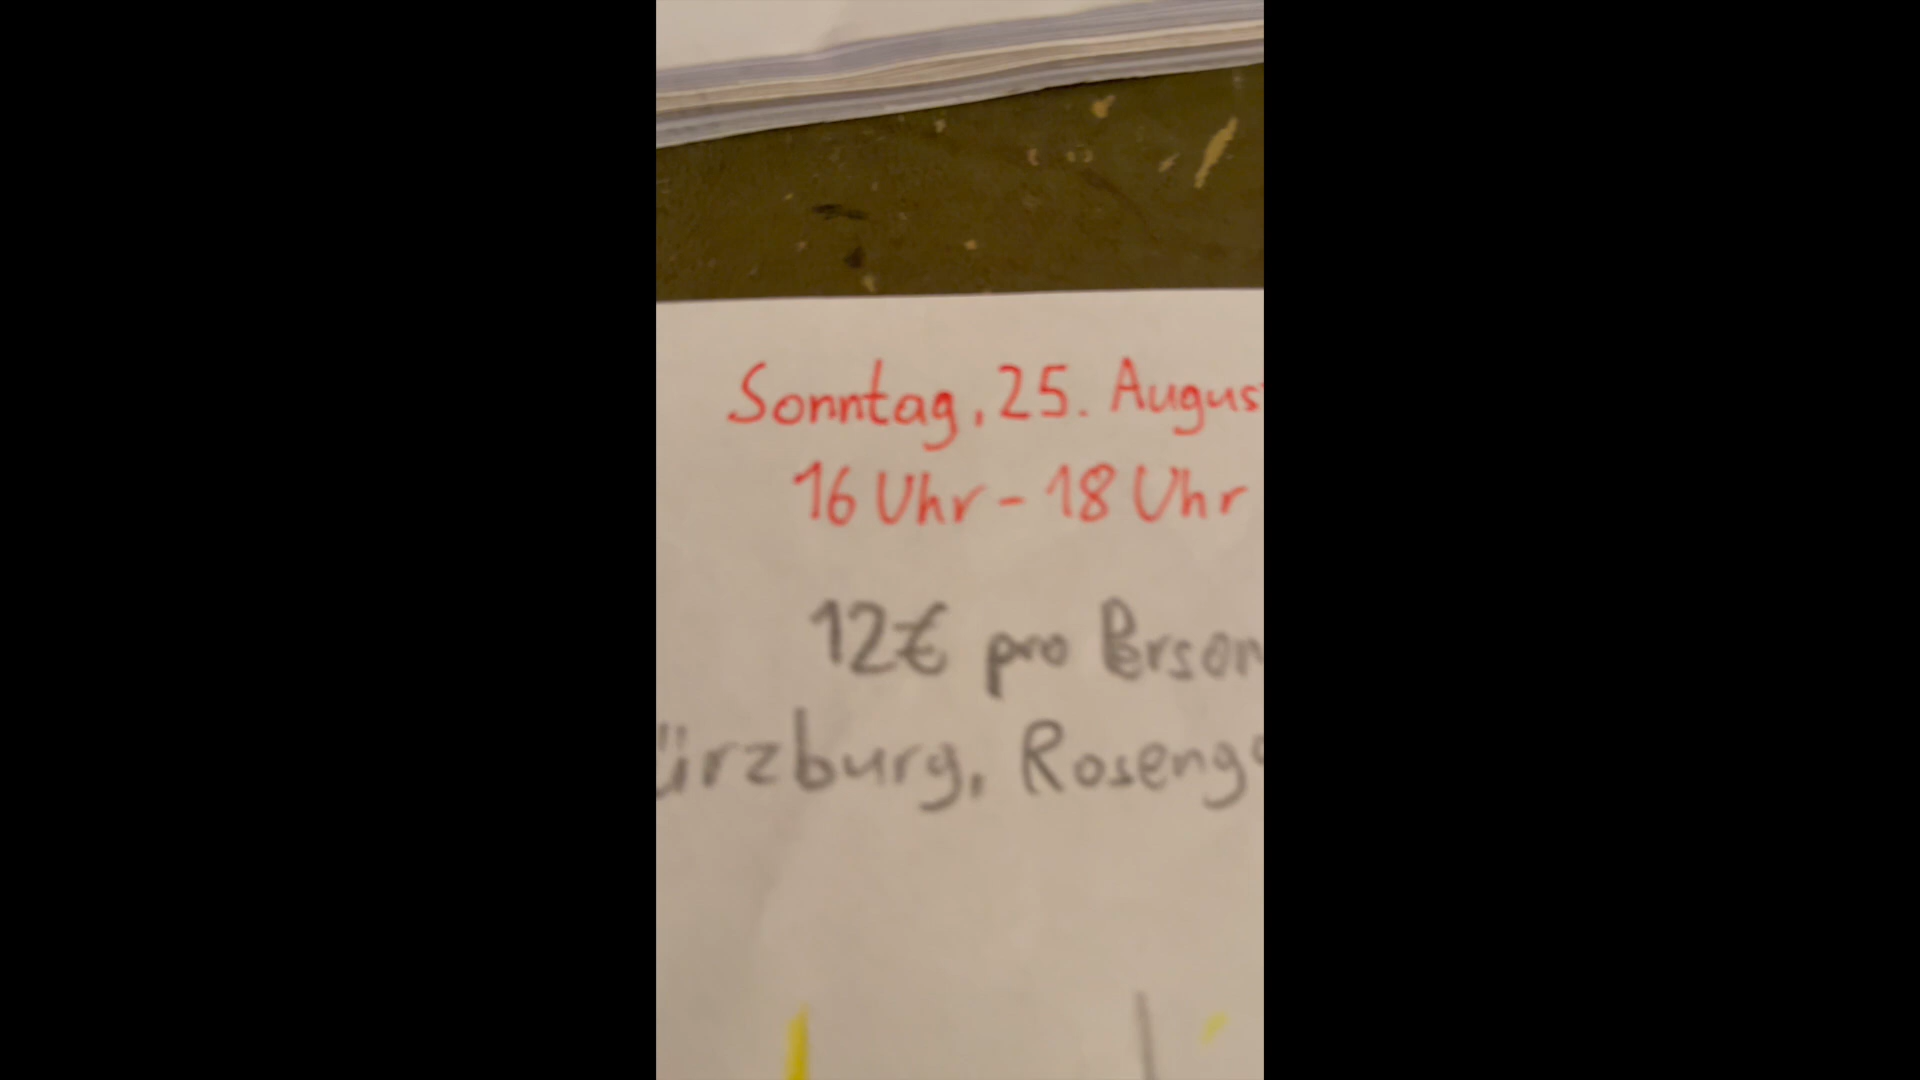 Sonntag, 25. Augus
16 Uhr - 18 Uhr
12€ pro Person
ürzburg, Roseng